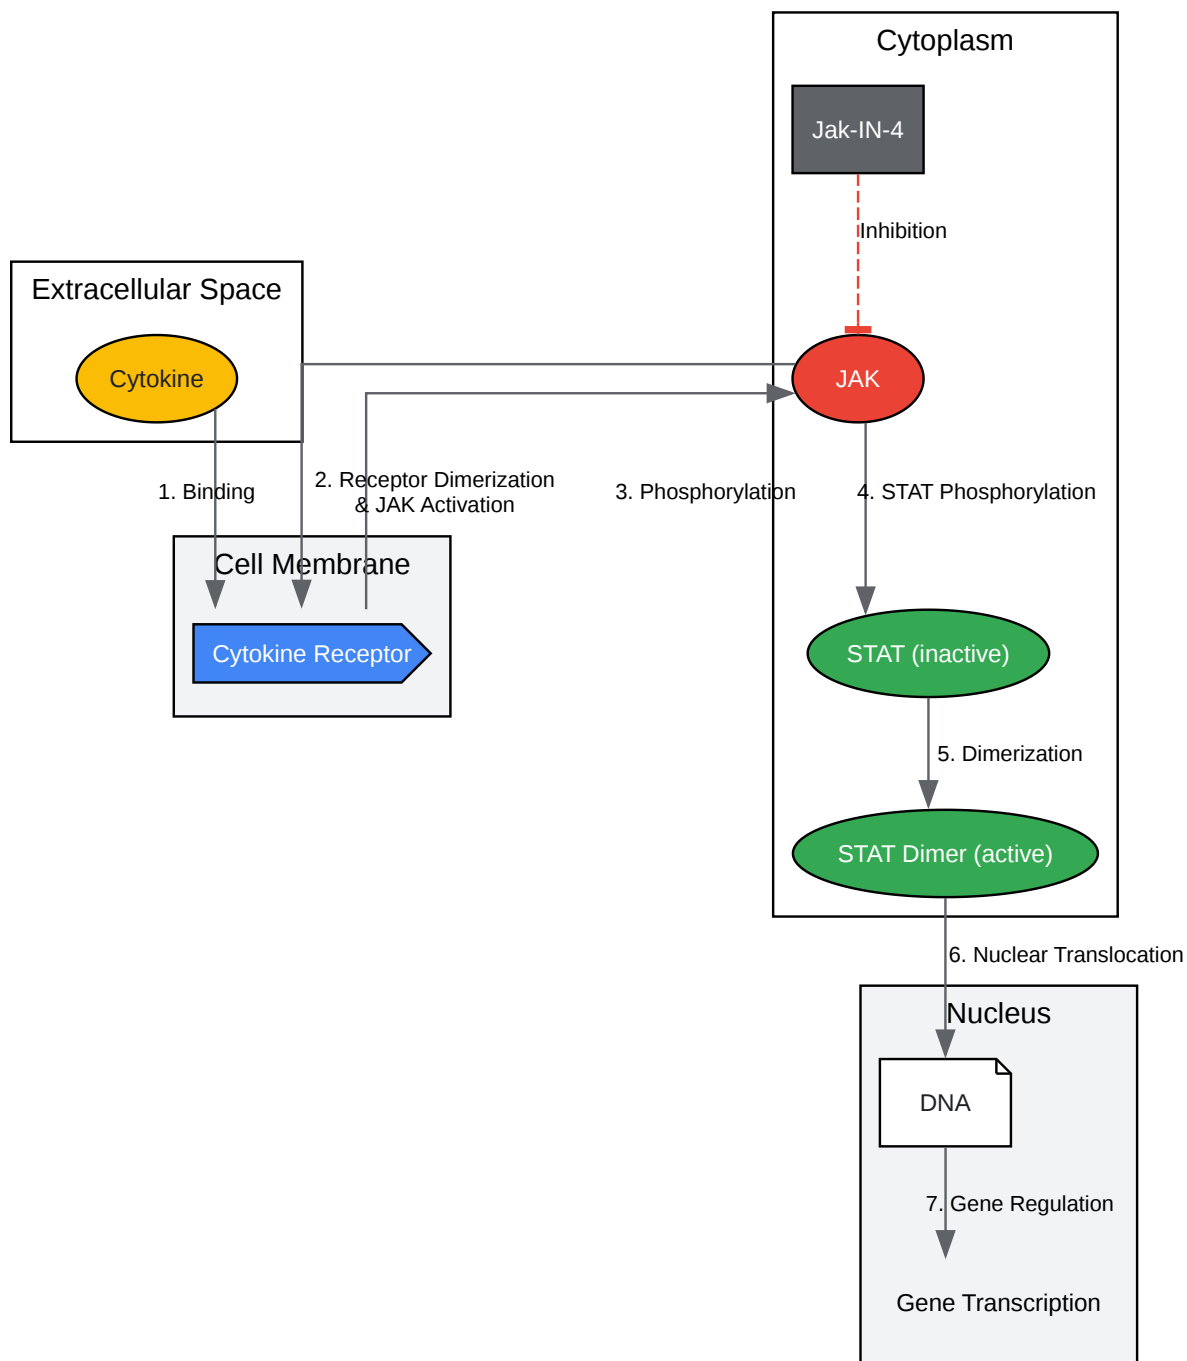 Cytoplasm
Jak-IN-4
Inhibition
Extracellular Space
Cytokine
JAK
1. Binding
2. Receptor Dimerization
& JAK Activation
3. Phosphorylation
4. STAT Phosphorylation
Cell Membrane
Cytokine Receptor
STAT (inactive)
5. Dimerization
STAT Dimer (active)
6. Nuclear Translocation
Nucleus
DNA
7. Gene Regulation
Gene Transcription